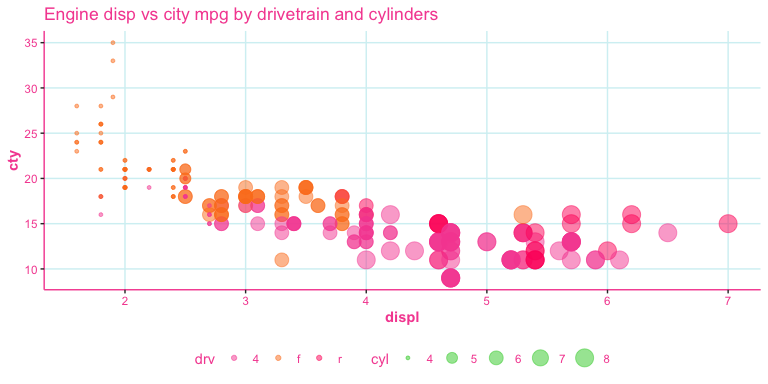 Engine disp vs city mpg by drivetrain and cylinders
35
30
25
20
15
10
cty
2 3 4 5 6 7
displ
drv 4 f r cyl 4 5 6 7 8